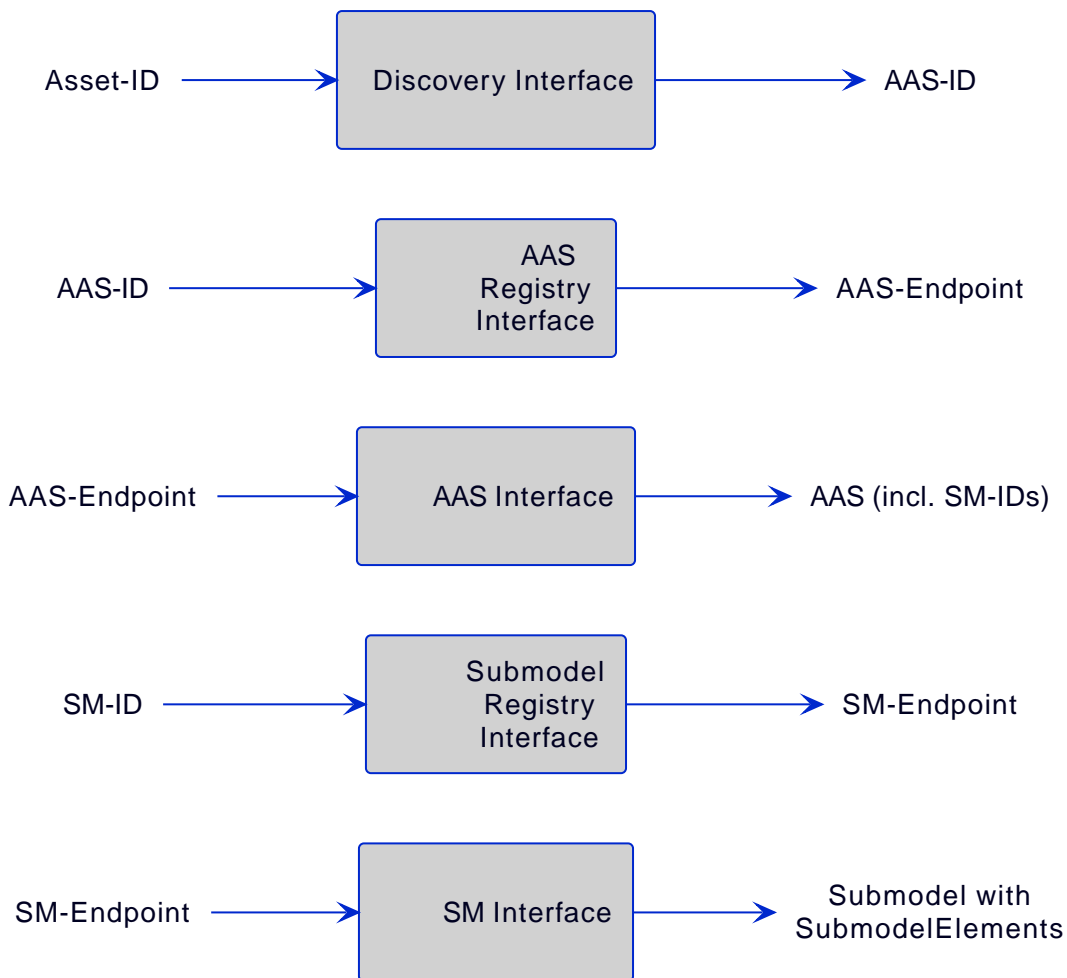 Asset-ID
Discovery Interface
AAS-ID
AAS-ID
AAS
Registry
Interface
AAS-Endpoint
AAS-Endpoint
AAS Interface
AAS (incl. SM-IDs)
SM-ID
Submodel
Registry
Interface
SM-Endpoint
SM-Endpoint
SM Interface
Submodel with
SubmodelElements